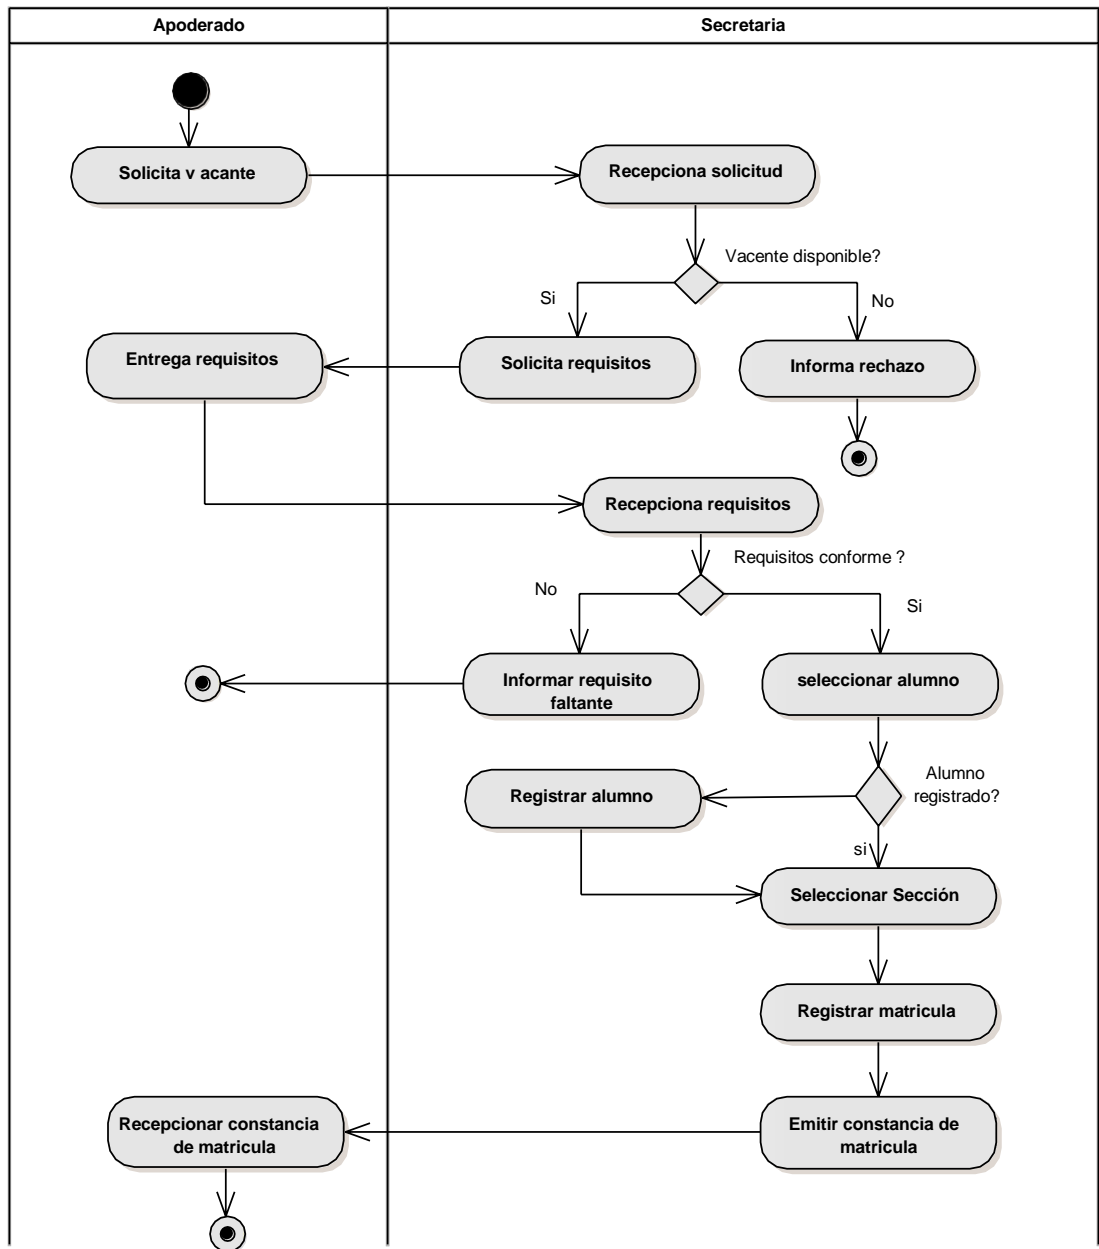 Apoderado
Secretaria
Solicita v acante
Recepciona solicitud
Vacente disponible?
Si
No
Entrega requisitos
Solicita requisitos
Informa rechazo
Recepciona requisitos
Requisitos conforme ?
No
Si
Informar requisito
faltante
seleccionar alumno
Alumno
registrado?
Registrar alumno
si
Seleccionar Sección
Registrar matricula
Recepcionar constancia
de matricula
Emitir constancia de
matricula